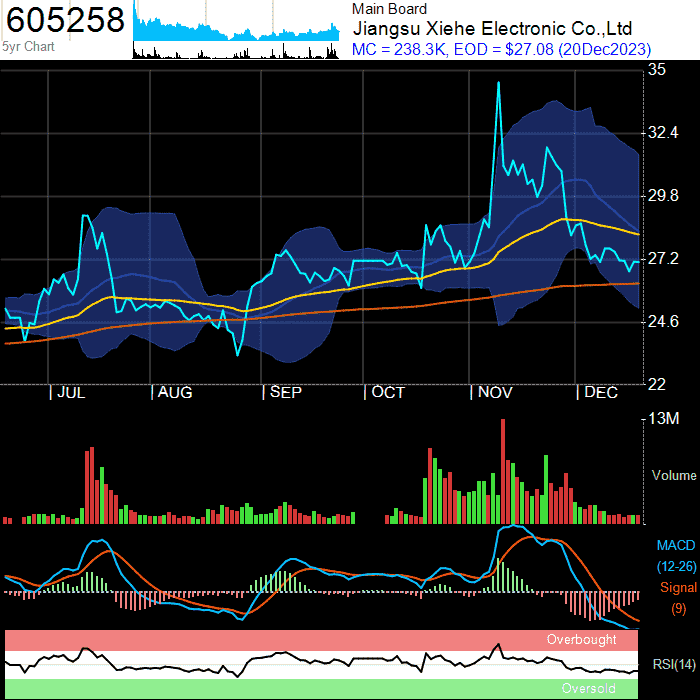 605258
5yr Chart
Main Board
Jiangsu Xiehe Electronic Co.,Ltd
MC = 238.3K, EOD = $27.08 (20Dec2023)
35
32.4
29.8
27.2
24.6
22
JUL
AUG
SEP
OCT
NOV
DEC
13M
Volume
MACD
(12-26)
Signal
(9)
Overbought
RSI(14)
Oversold